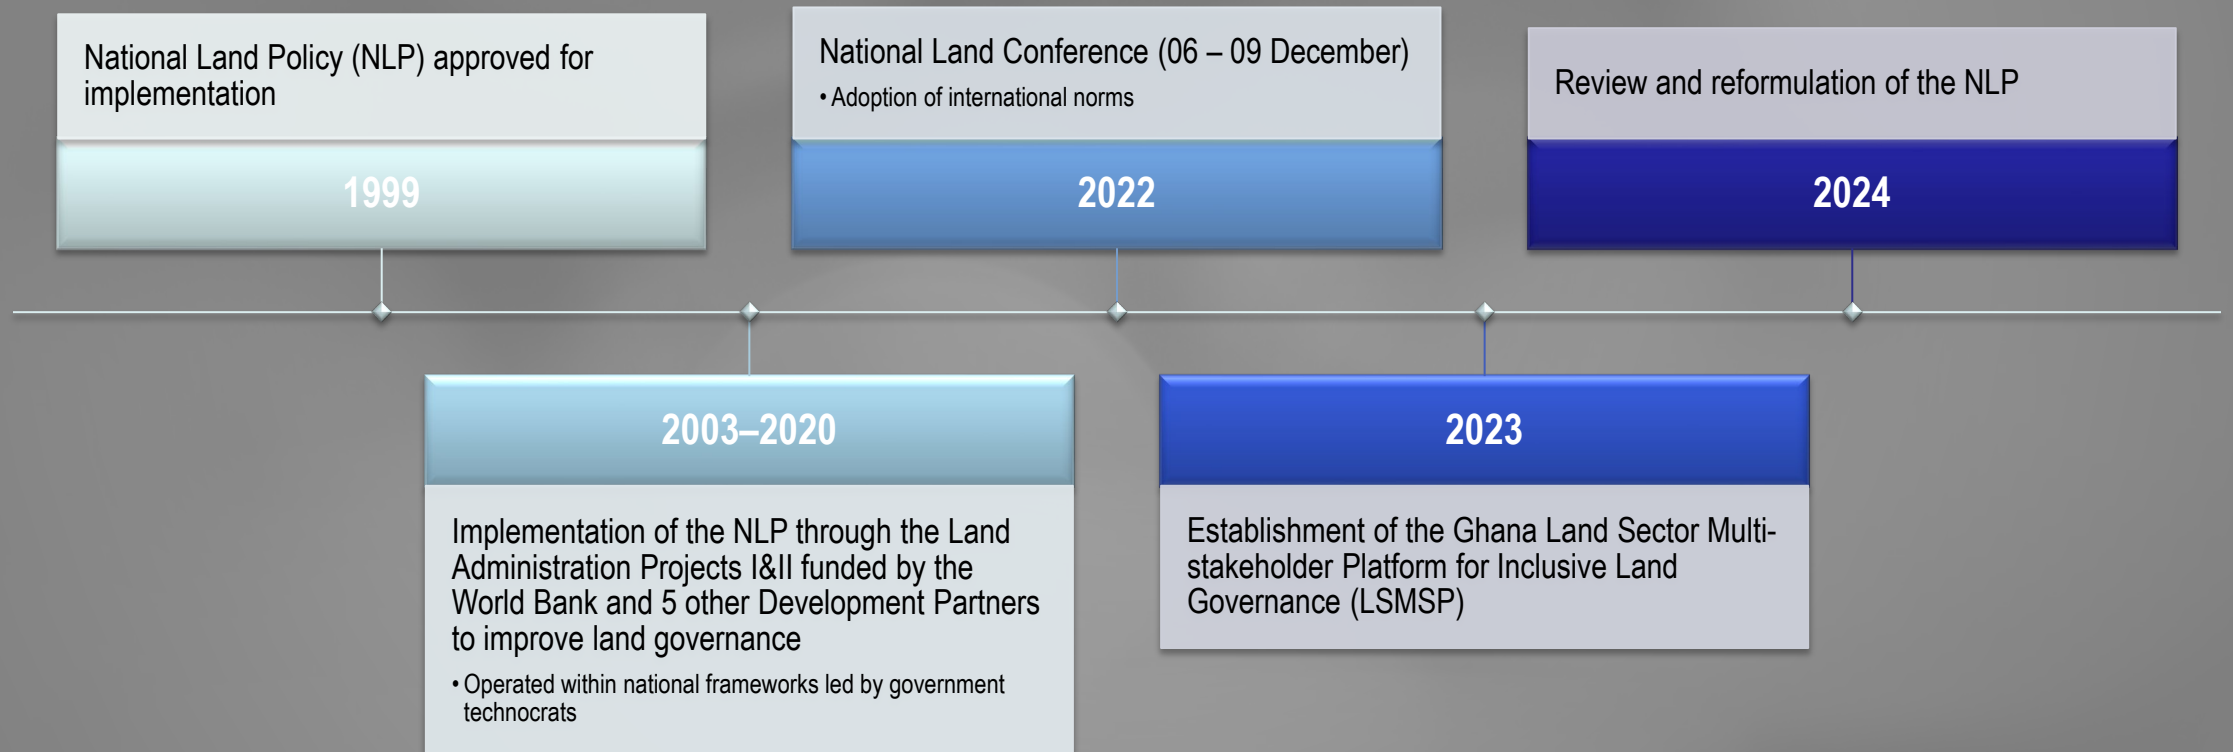 National Land Policy (NLP) approved for
implementation
1999
2003–2020
Implementation of the NLP through the Land
Administration Projects I&II funded by the
World Bank and 5 other Development Partners
to improve land governance
• Operated within national frameworks led by government
technocrats
National Land Conference (06 – 09 December)
• Adoption of international norms
2022
2023
Establishment of the Ghana Land Sector Multi-
stakeholder Platform for Inclusive Land
Governance (LSMSP)
Review and reformulation of the NLP
2024